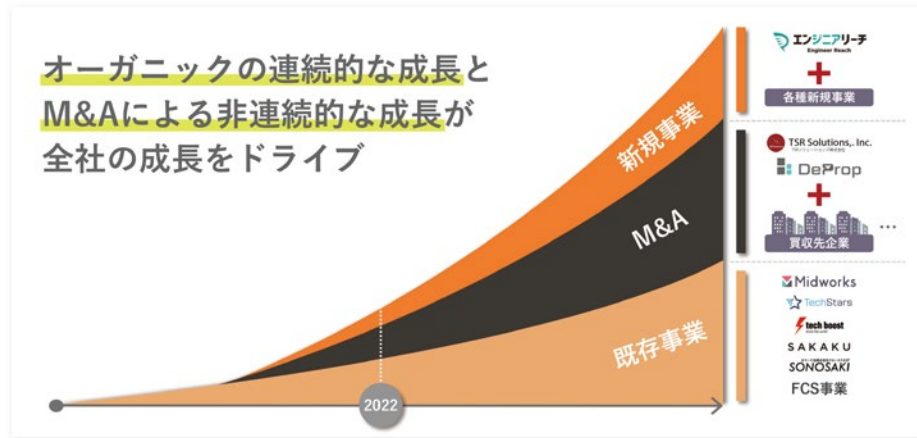 オーガニックの連続的な成長と
M&Aによる非連続的な成長が
全社の成長をドライブ
新規事業
M&A
既存事業
2022
エンジニアリーチ
Engineer Reach
+
各種新規事業
TSR Solutions,. Inc.
DeProp
+
...
買収先企業
Midworks
TechStars
tech boost
SAKAKU
SONOSAKI
FCS事業